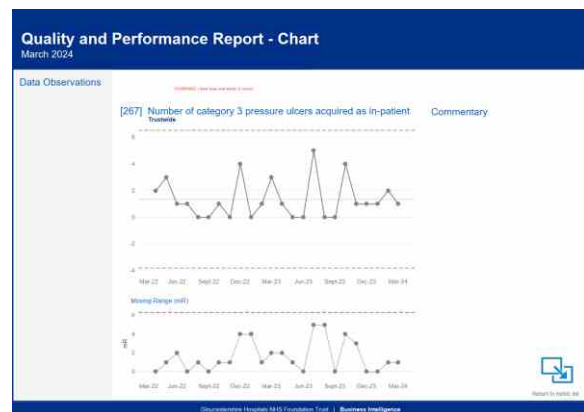 Quality and Performance Report - Chart
March 2024
Data Observations
[267] Number of category 3 pressure ulcers acquired as in-patient
Trustwide
Commentary
6
4
2
0
-2
-4
Mar-22 Jun-22 Sept-22 Dec-22 Mar-23 Jun-23 Sept-23 Dec-23 Mar-24
Moving Range (mR)
6
4
2
0
mR
Mar-22 Jun-22 Sept-22 Dec-22 Mar-23 Jun-23 Sept-23 Dec-23 Mar-24
Gloucestershire Hospitals NHS Foundation Trust | Business Intelligence